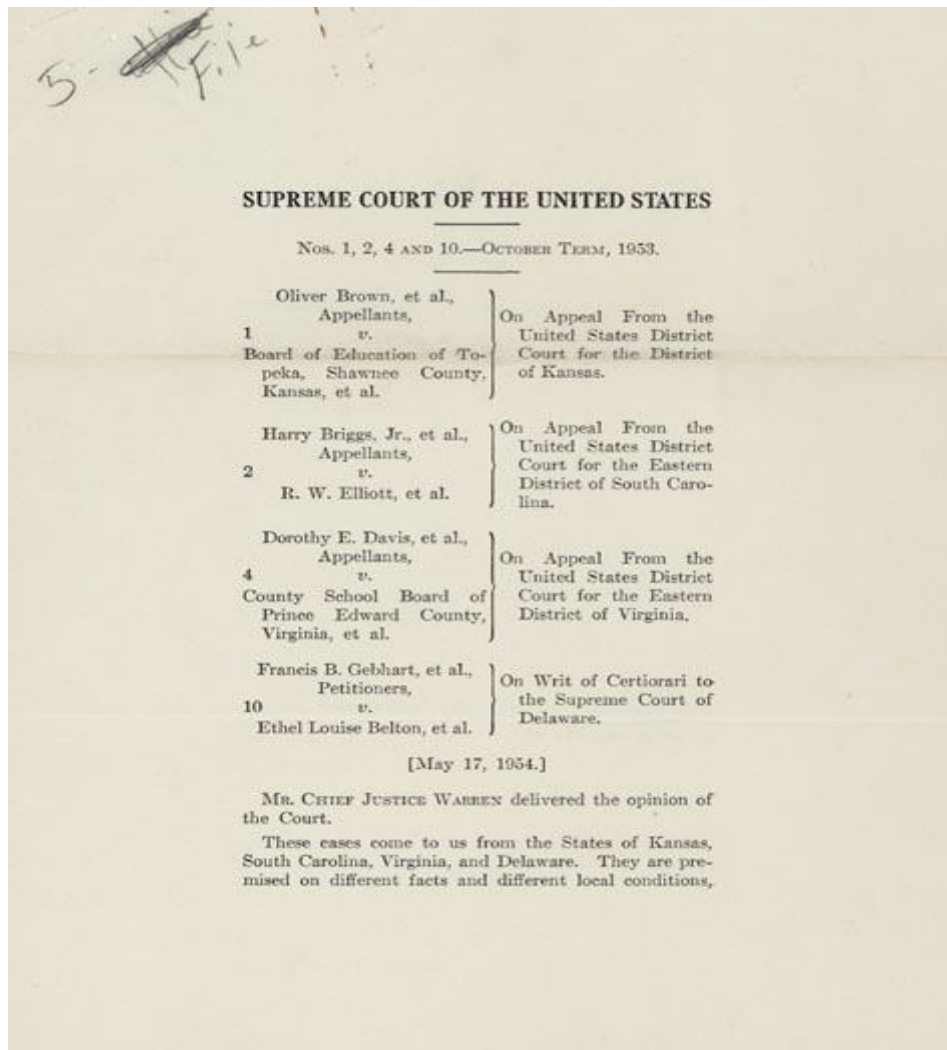 5- File
SUPREME COURT OF THE UNITED STATES
Nos. 1, 2, 4 AND 10.—OCTOBER TERM, 1953.
Oliver Brown, et al.,
Appellants,
1 v.
Board of Education of To-
peka, Shawnee County,
Kansas, et al.
On Appeal From the
United States District
Court for the District
of Kansas.
Harry Briggs, Jr., et al.,
Appellants,
2 v.
R. W. Elliott, et al.
On Appeal From the
United States District
Court for the Eastern
District of South Caro-
lina.
Dorothy E. Davis, et al.,
Appellants,
4 v.
County School Board of
Prince Edward County,
Virginia, et al.
On Appeal From the
United States District
Court for the Eastern
District of Virginia.
Francis B. Gebhart, et al.,
Petitioners,
10 v.
Ethel Louise Belton, et al.
On Writ of Certiorari to
the Supreme Court of
Delaware.
[May 17, 1954.]
MR. CHIEF JUSTICE WARREN delivered the opinion of
the Court.
These cases come to us from the States of Kansas,
South Carolina, Virginia, and Delaware. They are pre-
mised on different facts and different local conditions,